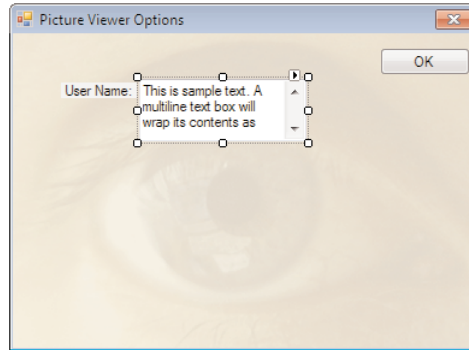 Picture Viewer Options
OK
User Name:
This is sample text. A
multiline text box will
wrap its contents as